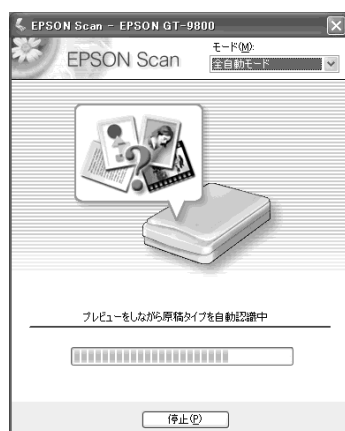 EPSON Scan - EPSON GT-9800
EPSON Scan
モード(M):
全自動モード
プレビューをしながら原稿タイプを自動認識中
停止(P)